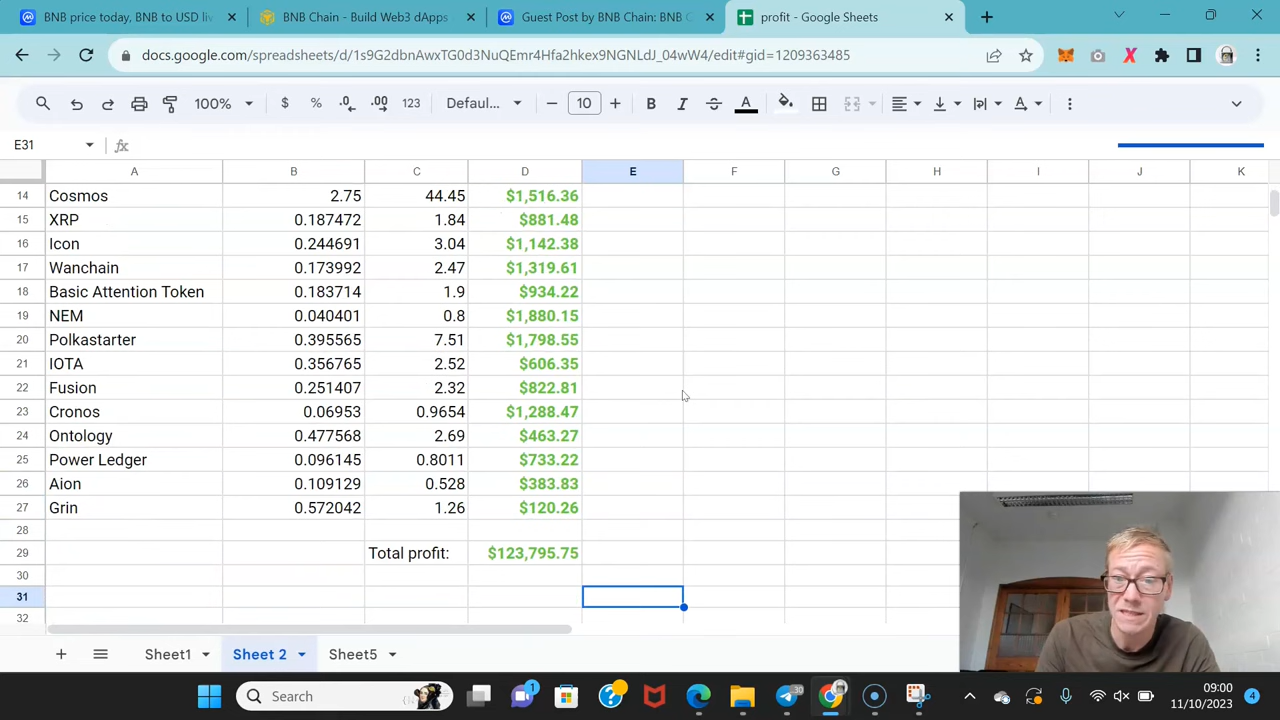 BNB price today, BNB to USD liv
BNB Chain - Build Web3 dApps
Guest Post by BNB Chain: BNB C
profit - Google Sheets
docs.google.com/spreadsheets/d/1s9G2dbnAwxTG0d3NuQEmr4Hfa2hkex9NGNLdJ_04wW4/edit#gid=1209363485
100% $ % .0 .00 123 Defaul... 10 B I S A
E31 fx
A B C D E F G H I J K
14 Cosmos 2.75 44.45 $1,516.36
15 XRP 0.187472 1.84 $881.48
16 Icon 0.244691 3.04 $1,142.38
17 Wanchain 0.173992 2.47 $1,319.61
18 Basic Attention Token 0.183714 1.9 $934.22
19 NEM 0.040401 0.8 $1,880.15
20 Polkastarter 0.395565 7.51 $1,798.55
21 IOTA 0.356765 2.52 $606.35
22 Fusion 0.251407 2.32 $822.81
23 Cronos 0.06953 0.9654 $1,288.47
24 Ontology 0.477568 2.69 $463.27
25 Power Ledger 0.096145 0.8011 $733.22
26 Aion 0.109129 0.528 $383.83
27 Grin 0.572042 1.26 $120.26
28
29 Total profit: $123,795.75
30
31
32
Sheet1 Sheet 2 Sheet5
Search 1 30 09:00
11/10/2023 4